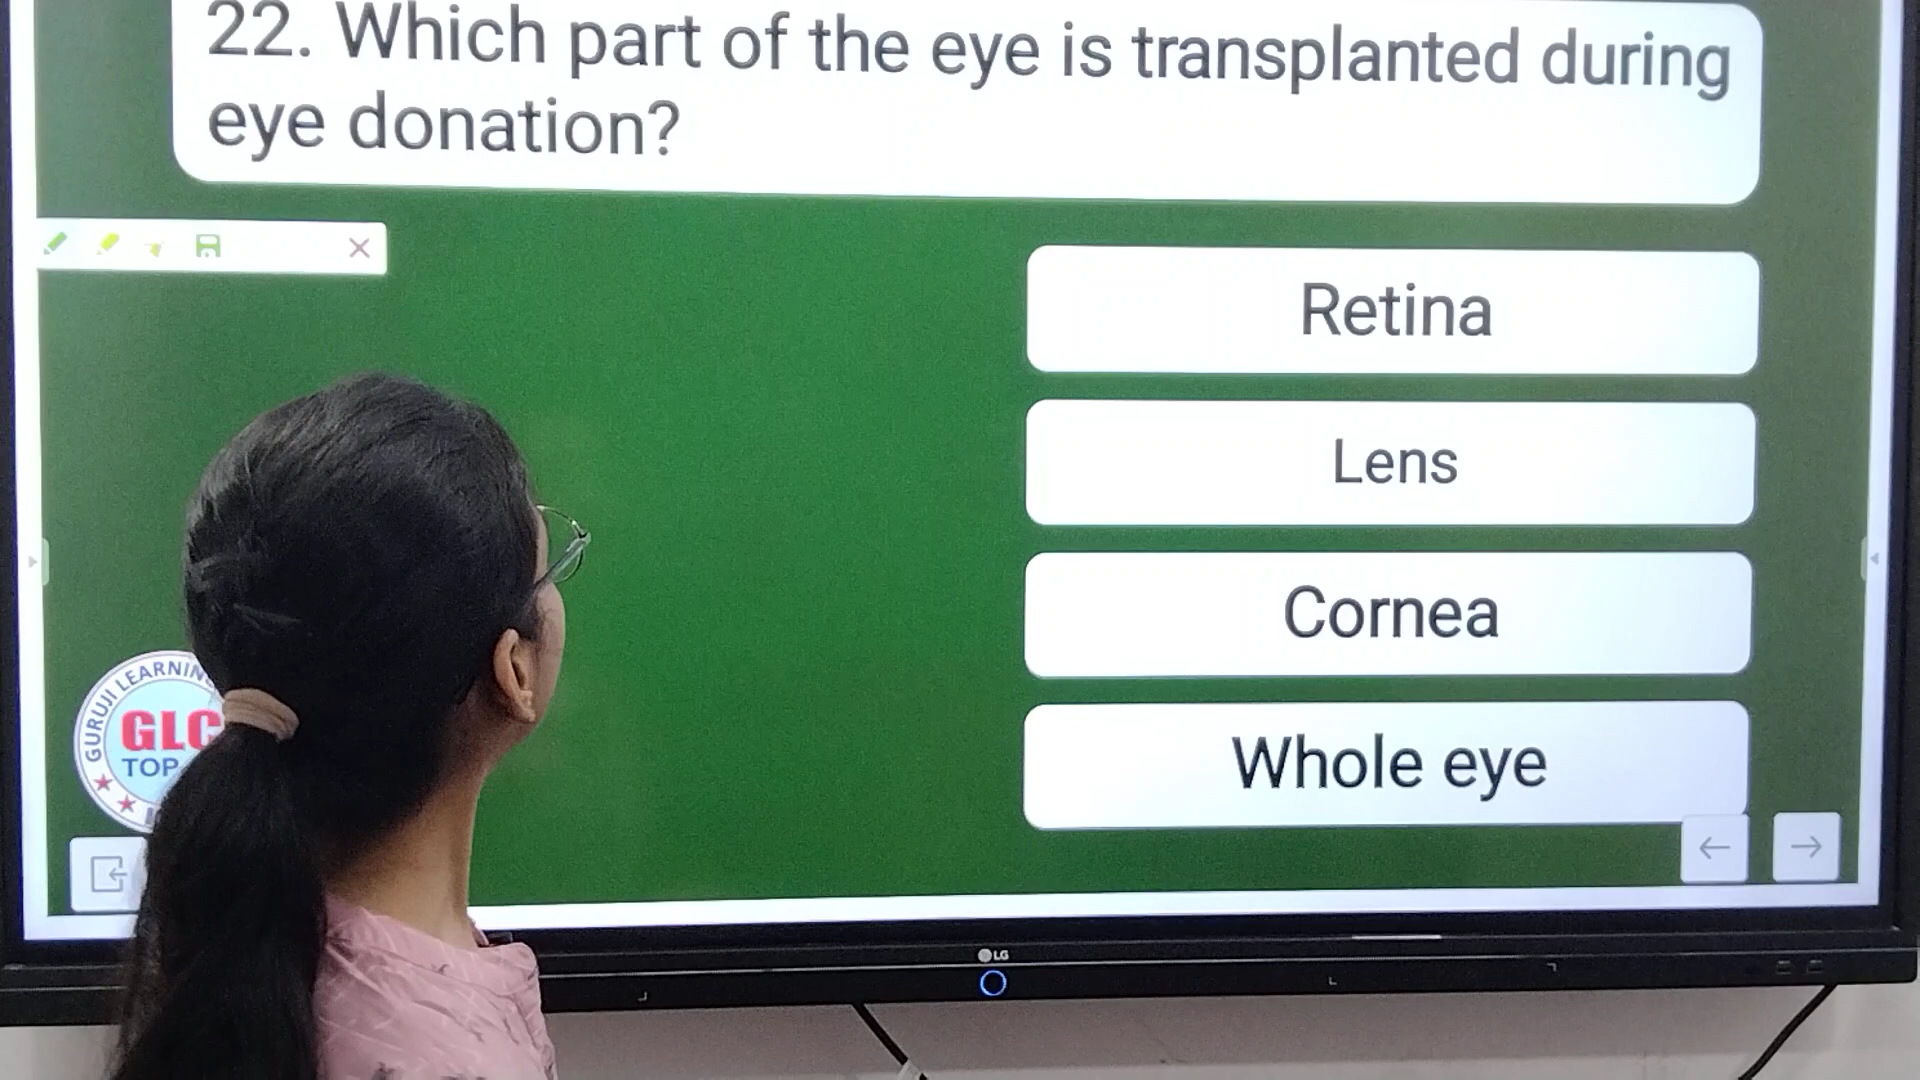 22. Which part of the eye is transplanted during
eye donation?
Retina
Lens
Cornea
Whole eye
GURUJI LEARNING
GLC
TOP
LG